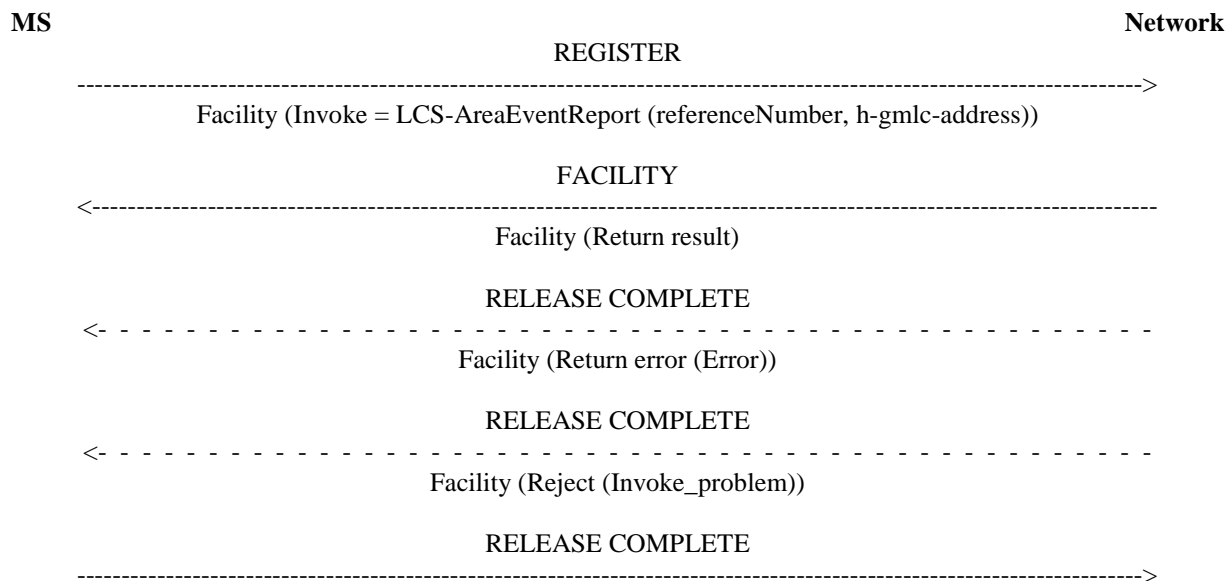 MS Network
REGISTER
------------------------------------------------------------------------------------------------------------------------>
Facility (Invoke = LCS-AreaEventReport (referenceNumber, h-gmlc-address))
FACILITY
<------------------------------------------------------------------------------------------------------------------------
Facility (Return result)
RELEASE COMPLETE
<- - - - - - - - - - - - - - - - - - - - - - - - - - - - - - - - - - - - - - - - - - - - - - - -
Facility (Return error (Error))
RELEASE COMPLETE
<- - - - - - - - - - - - - - - - - - - - - - - - - - - - - - - - - - - - - - - - - - - - - - - -
Facility (Reject (Invoke_problem))
RELEASE COMPLETE
------------------------------------------------------------------------------------------------------------------------>